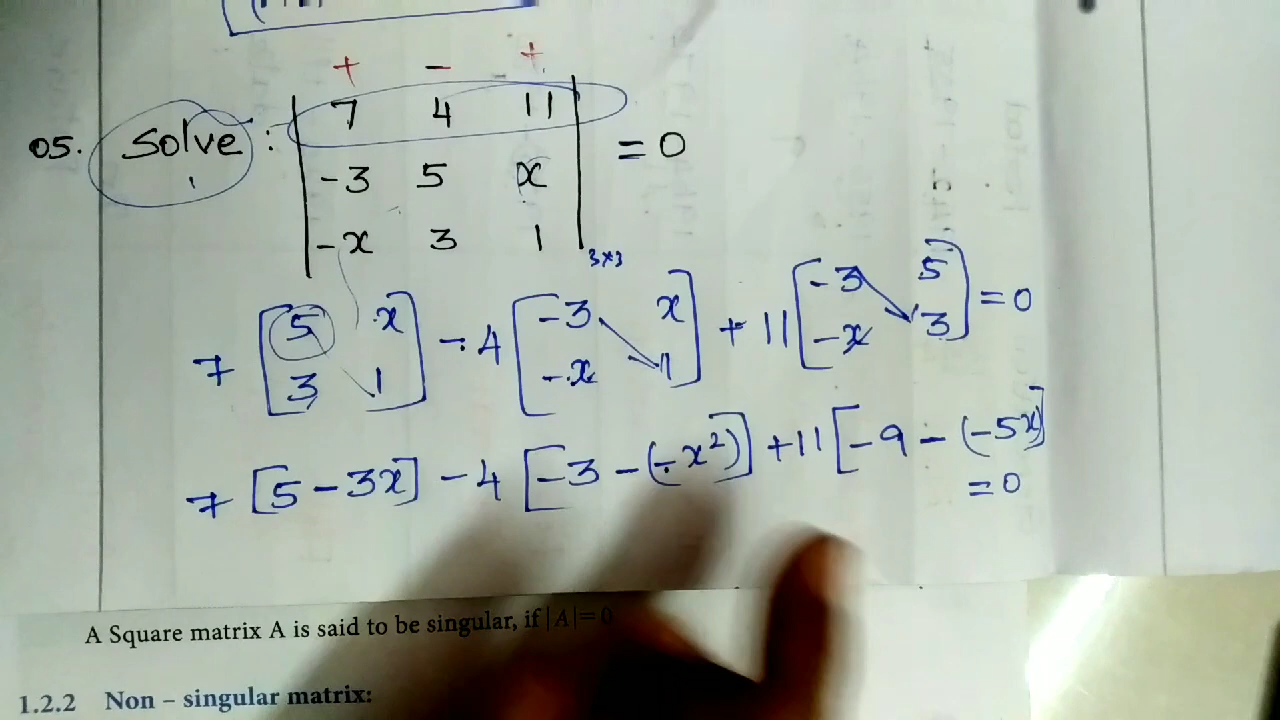 + - +
05. Solve : | 7 4 11 |
| -3 5 x | = 0
| -x 3 1 | 3×3
7 [ 5 x ] - 4 [ -3 x ] + 11 [ -3 5 ] = 0
[ 3 1 ] [ -x 1 ] [ -x 3 ]
7 [5 - 3x] - 4 [-3 - (-x²)] + 11 [-9 - (-5x)]
= 0
A Square matrix A is said to be singular, if |A| = 0
1.2.2 Non – singular matrix: